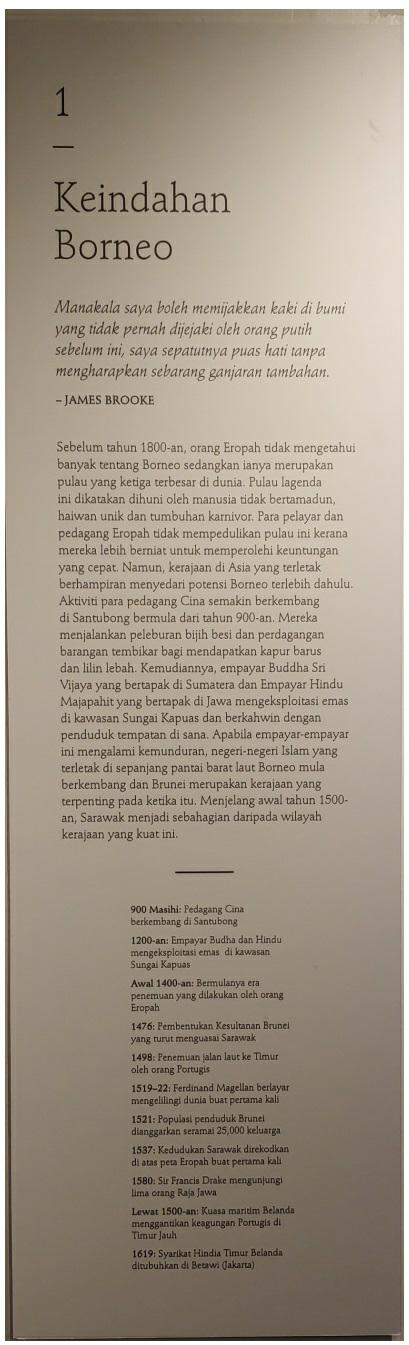 1
Keindahan
Borneo
Manakala saya boleh memijakkan kaki di bumi
yang tidak pernah dijejaki oleh orang putih
sebelum ini, saya sepatutnya puas hati tanpa
mengharapkan sebarang ganjaran tambahan.
– JAMES BROOKE
Sebelum tahun 1800-an, orang Eropah tidak mengetahui
banyak tentang Borneo sedangkan ianya merupakan
pulau yang ketiga terbesar di dunia. Pulau lagenda
ini dikatakan dihuni oleh manusia tidak bertamadun,
haiwan unik dan tumbuhan karnivor. Para pelayar dan
pedagang Eropah tidak mempedulikan pulau ini kerana
mereka lebih berniat untuk memperolehi keuntungan
yang cepat. Namun, kerajaan di Asia yang terletak
berhampiran menyedari potensi Borneo terlebih dahulu.
Aktiviti para pedagang Cina semakin berkembang
di Santubong bermula dari tahun 900-an. Mereka
menjalankan peleburan bijih besi dan perdagangan
barangan tembikar bagi mendapatkan kapur barus
dan lilin lebah. Kemudiannya, empayar Buddha Sri
Vijaya yang bertapak di Sumatera dan Empayar Hindu
Majapahit yang bertapak di Jawa mengeksploitasi emas
di kawasan Sungai Kapuas dan berkahwin dengan
penduduk tempatan di sana. Apabila empayar-empayar
ini mengalami kemunduran, negeri-negeri Islam yang
terletak di sepanjang pantai barat laut Borneo mula
berkembang dan Brunei merupakan kerajaan yang
terpenting pada ketika itu. Menjelang awal tahun 1500-
an, Sarawak menjadi sebahagian daripada wilayah
kerajaan yang kuat ini.
900 Masihi: Pedagang Cina
berkembang di Santubong
1200-an: Empayar Budha dan Hindu
mengeksploitasi emas di kawasan
Sungai Kapuas
Awal 1400-an: Bermulanya era
penemuan yang dilakukan oleh orang
Eropah
1476: Pembentukan Kesultanan Brunei
yang turut menguasai Sarawak
1498: Penemuan jalan laut ke Timur
oleh orang Portugis
1519–22: Ferdinand Magellan berlayar
mengelilingi dunia buat pertama kali
1521: Populasi penduduk Brunei
dianggarkan seramai 25,000 keluarga
1537: Kedudukan Sarawak direkodkan
di atas peta Eropah buat pertama kali
1580: Sir Francis Drake mengunjungi
lima orang Raja Jawa
Lewat 1500-an: Kuasa maritim Belanda
menggantikan keagungan Portugis di
Timur Jauh
1619: Syarikat Hindia Timur Belanda
ditubuhkan di Betawi (Jakarta)